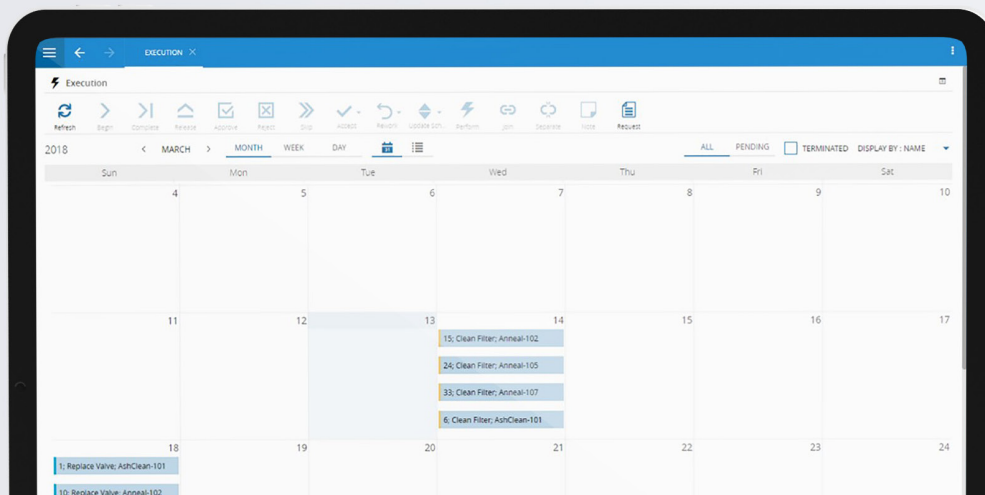 EXECUTION
Execution
Refresh Begin Complete Release Approve Reject Skip Accept Rework Update Sch... Perform Join Separate Note Request
2018 MARCH MONTH WEEK DAY ALL PENDING TERMINATED DISPLAY BY : NAME
Sun Mon Tue Wed Thu Fri Sat
4 5 6 7 8 9 10
11 12 13 14 15 16 17
15; Clean Filter; Anneal-102
24; Clean Filter; Anneal-105
33; Clean Filter; Anneal-107
6; Clean Filter; AshClean-101
18 19 20 21 22 23 24
1; Replace Valve; AshClean-101
10; Replace Valve; Anneal-102